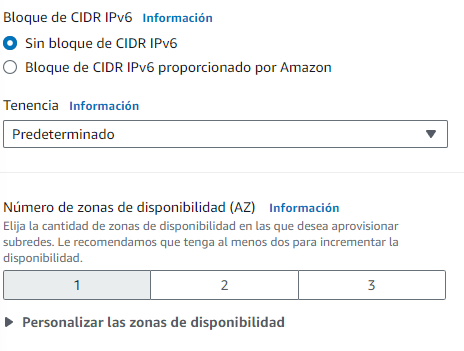 Bloque de CIDR IPv6 Información
Sin bloque de CIDR IPv6
Bloque de CIDR IPv6 proporcionado por Amazon
Tenencia Información
Predeterminado
Número de zonas de disponibilidad (AZ) Información
Elija la cantidad de zonas de disponibilidad en las que desea aprovisionar
subredes. Le recomendamos que tenga al menos dos para incrementar la
disponibilidad.
1 2 3
Personalizar las zonas de disponibilidad